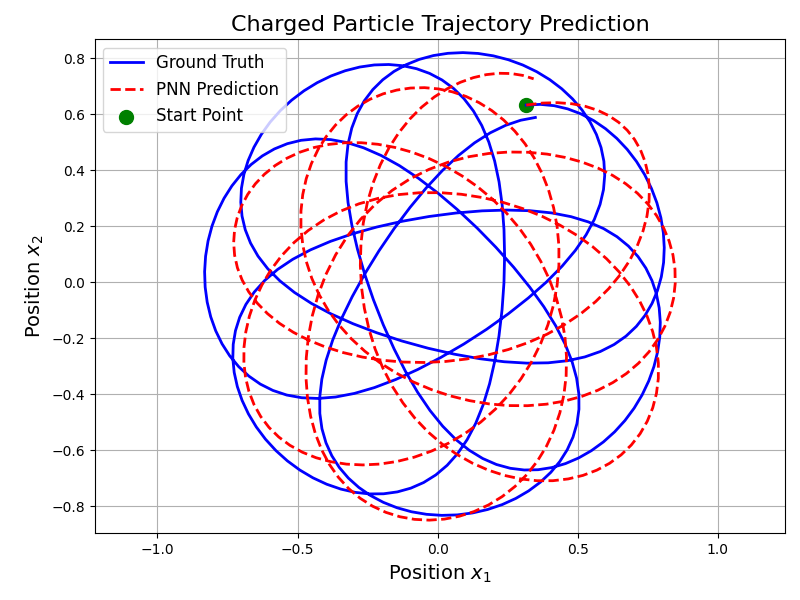 Charged Particle Trajectory Prediction
Ground Truth
PNN Prediction
Start Point
Position x₂
0.8
0.6
0.4
0.2
0.0
−0.2
−0.4
−0.6
−0.8
−1.0
−0.5
0.0
0.5
1.0
Position x₁